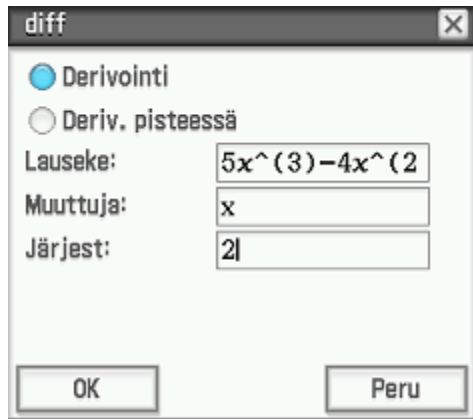 diff
Derivointi
Deriv. pisteessä
Lauseke: 5x^(3)-4x^(2
Muuttuja: x
Järjest: 2
OK Peru